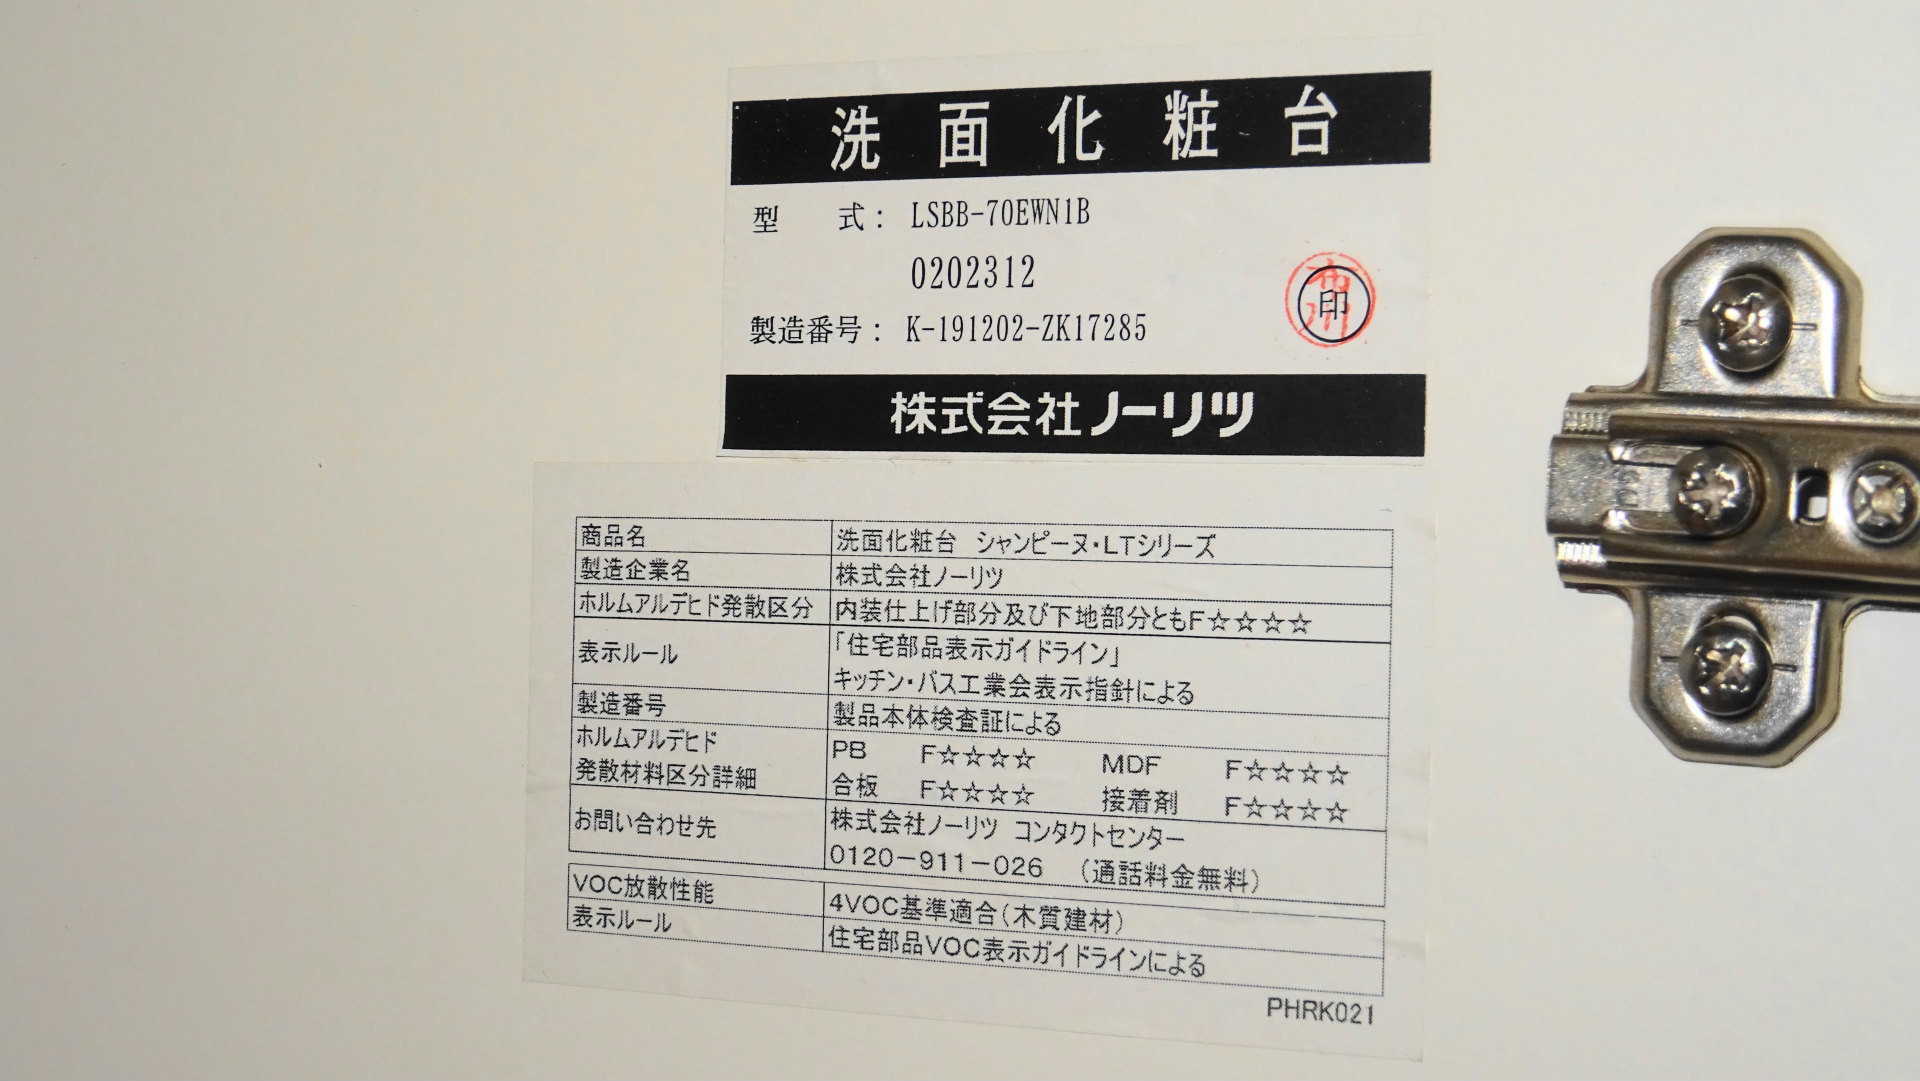 洗面化粧台
型　式: LSBB-70EWN1B
0202312
製造番号: K-191202-ZK17285
印
株式会社ノーリツ
商品名 洗面化粧台 シャンピーヌ・LTシリーズ
製造企業名 株式会社ノーリツ
ホルムアルデヒド発散区分 内装仕上げ部分及び下地部分ともF☆☆☆☆
表示ルール 「住宅部品表示ガイドライン」
キッチン・バス工業会表示指針による
製造番号 製品本体検査証による
ホルムアルデヒド PB F☆☆☆☆ MDF F☆☆☆☆
発散材料区分詳細 合板 F☆☆☆☆ 接着剤 F☆☆☆☆
お問い合わせ先 株式会社ノーリツ コンタクトセンター
0120-911-026 (通話料金無料)
VOC放散性能 4VOC基準適合(木質建材)
表示ルール 住宅部品VOC表示ガイドラインによる
PHRK021